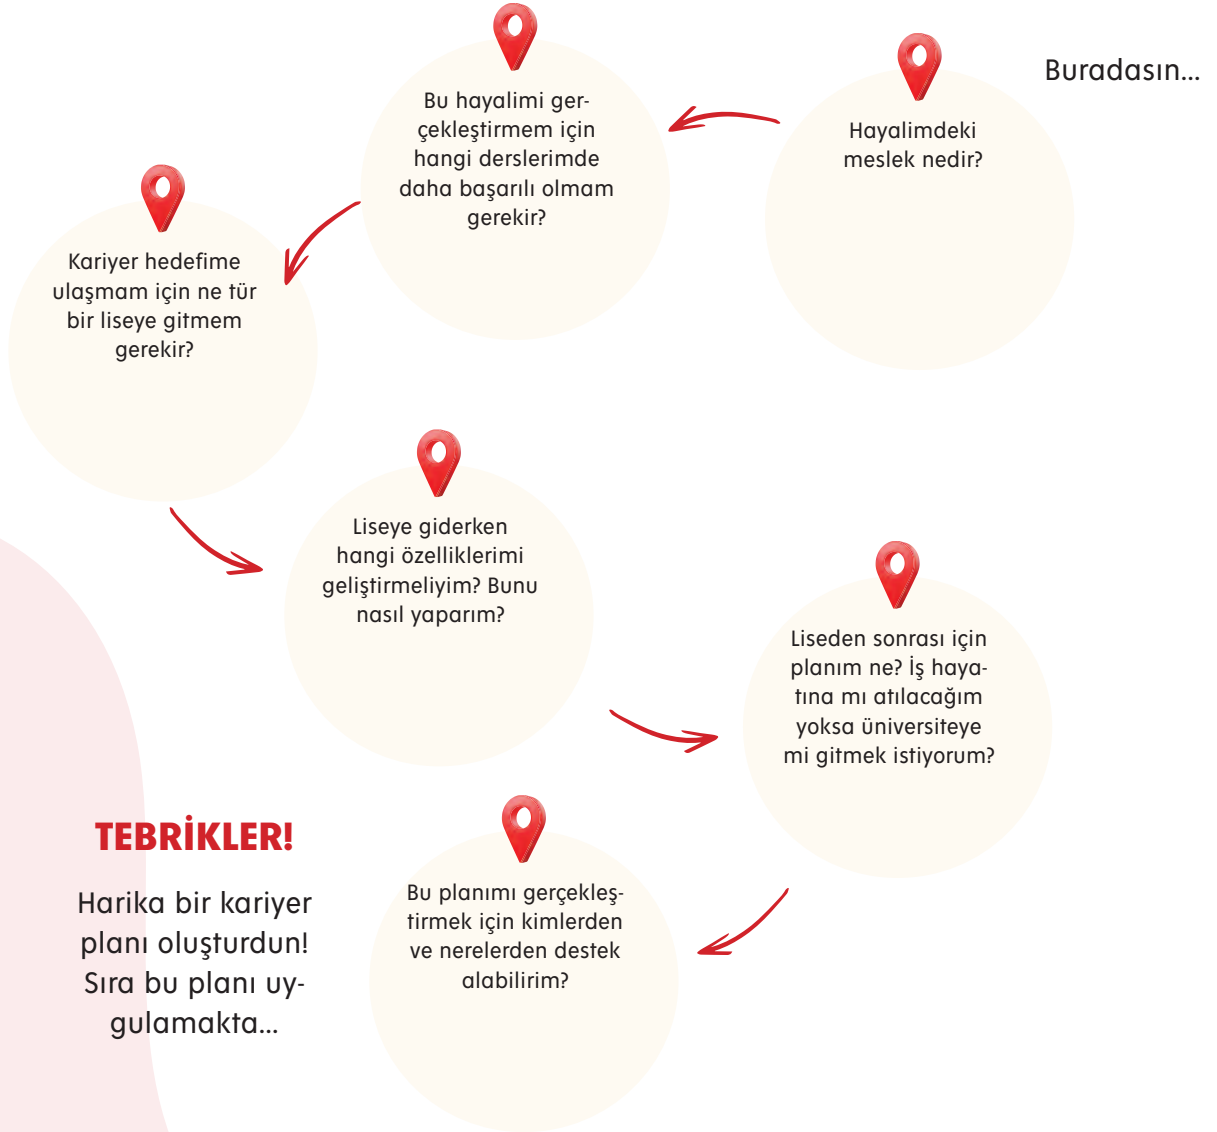 Buradasın...
Hayalimdeki
meslek nedir?
Bu hayalimi ger-
çekleştirmem için
hangi derslerimde
daha başarılı olmam
gerekir?
Kariyer hedefime
ulaşmam için ne tür
bir liseye gitmem
gerekir?
Liseye giderken
hangi özelliklerimi
geliştirmeliyim? Bunu
nasıl yaparım?
Liseden sonrası için
planım ne? İş haya-
tına mı atılacağım
yoksa üniversiteye
mi gitmek istiyorum?
Bu planımı gerçekleş-
tirmek için kimlerden
ve nerelerden destek
alabilirim?
TEBRİKLER!
Harika bir kariyer
planı oluşturdun!
Sıra bu planı uy-
gulamakta...